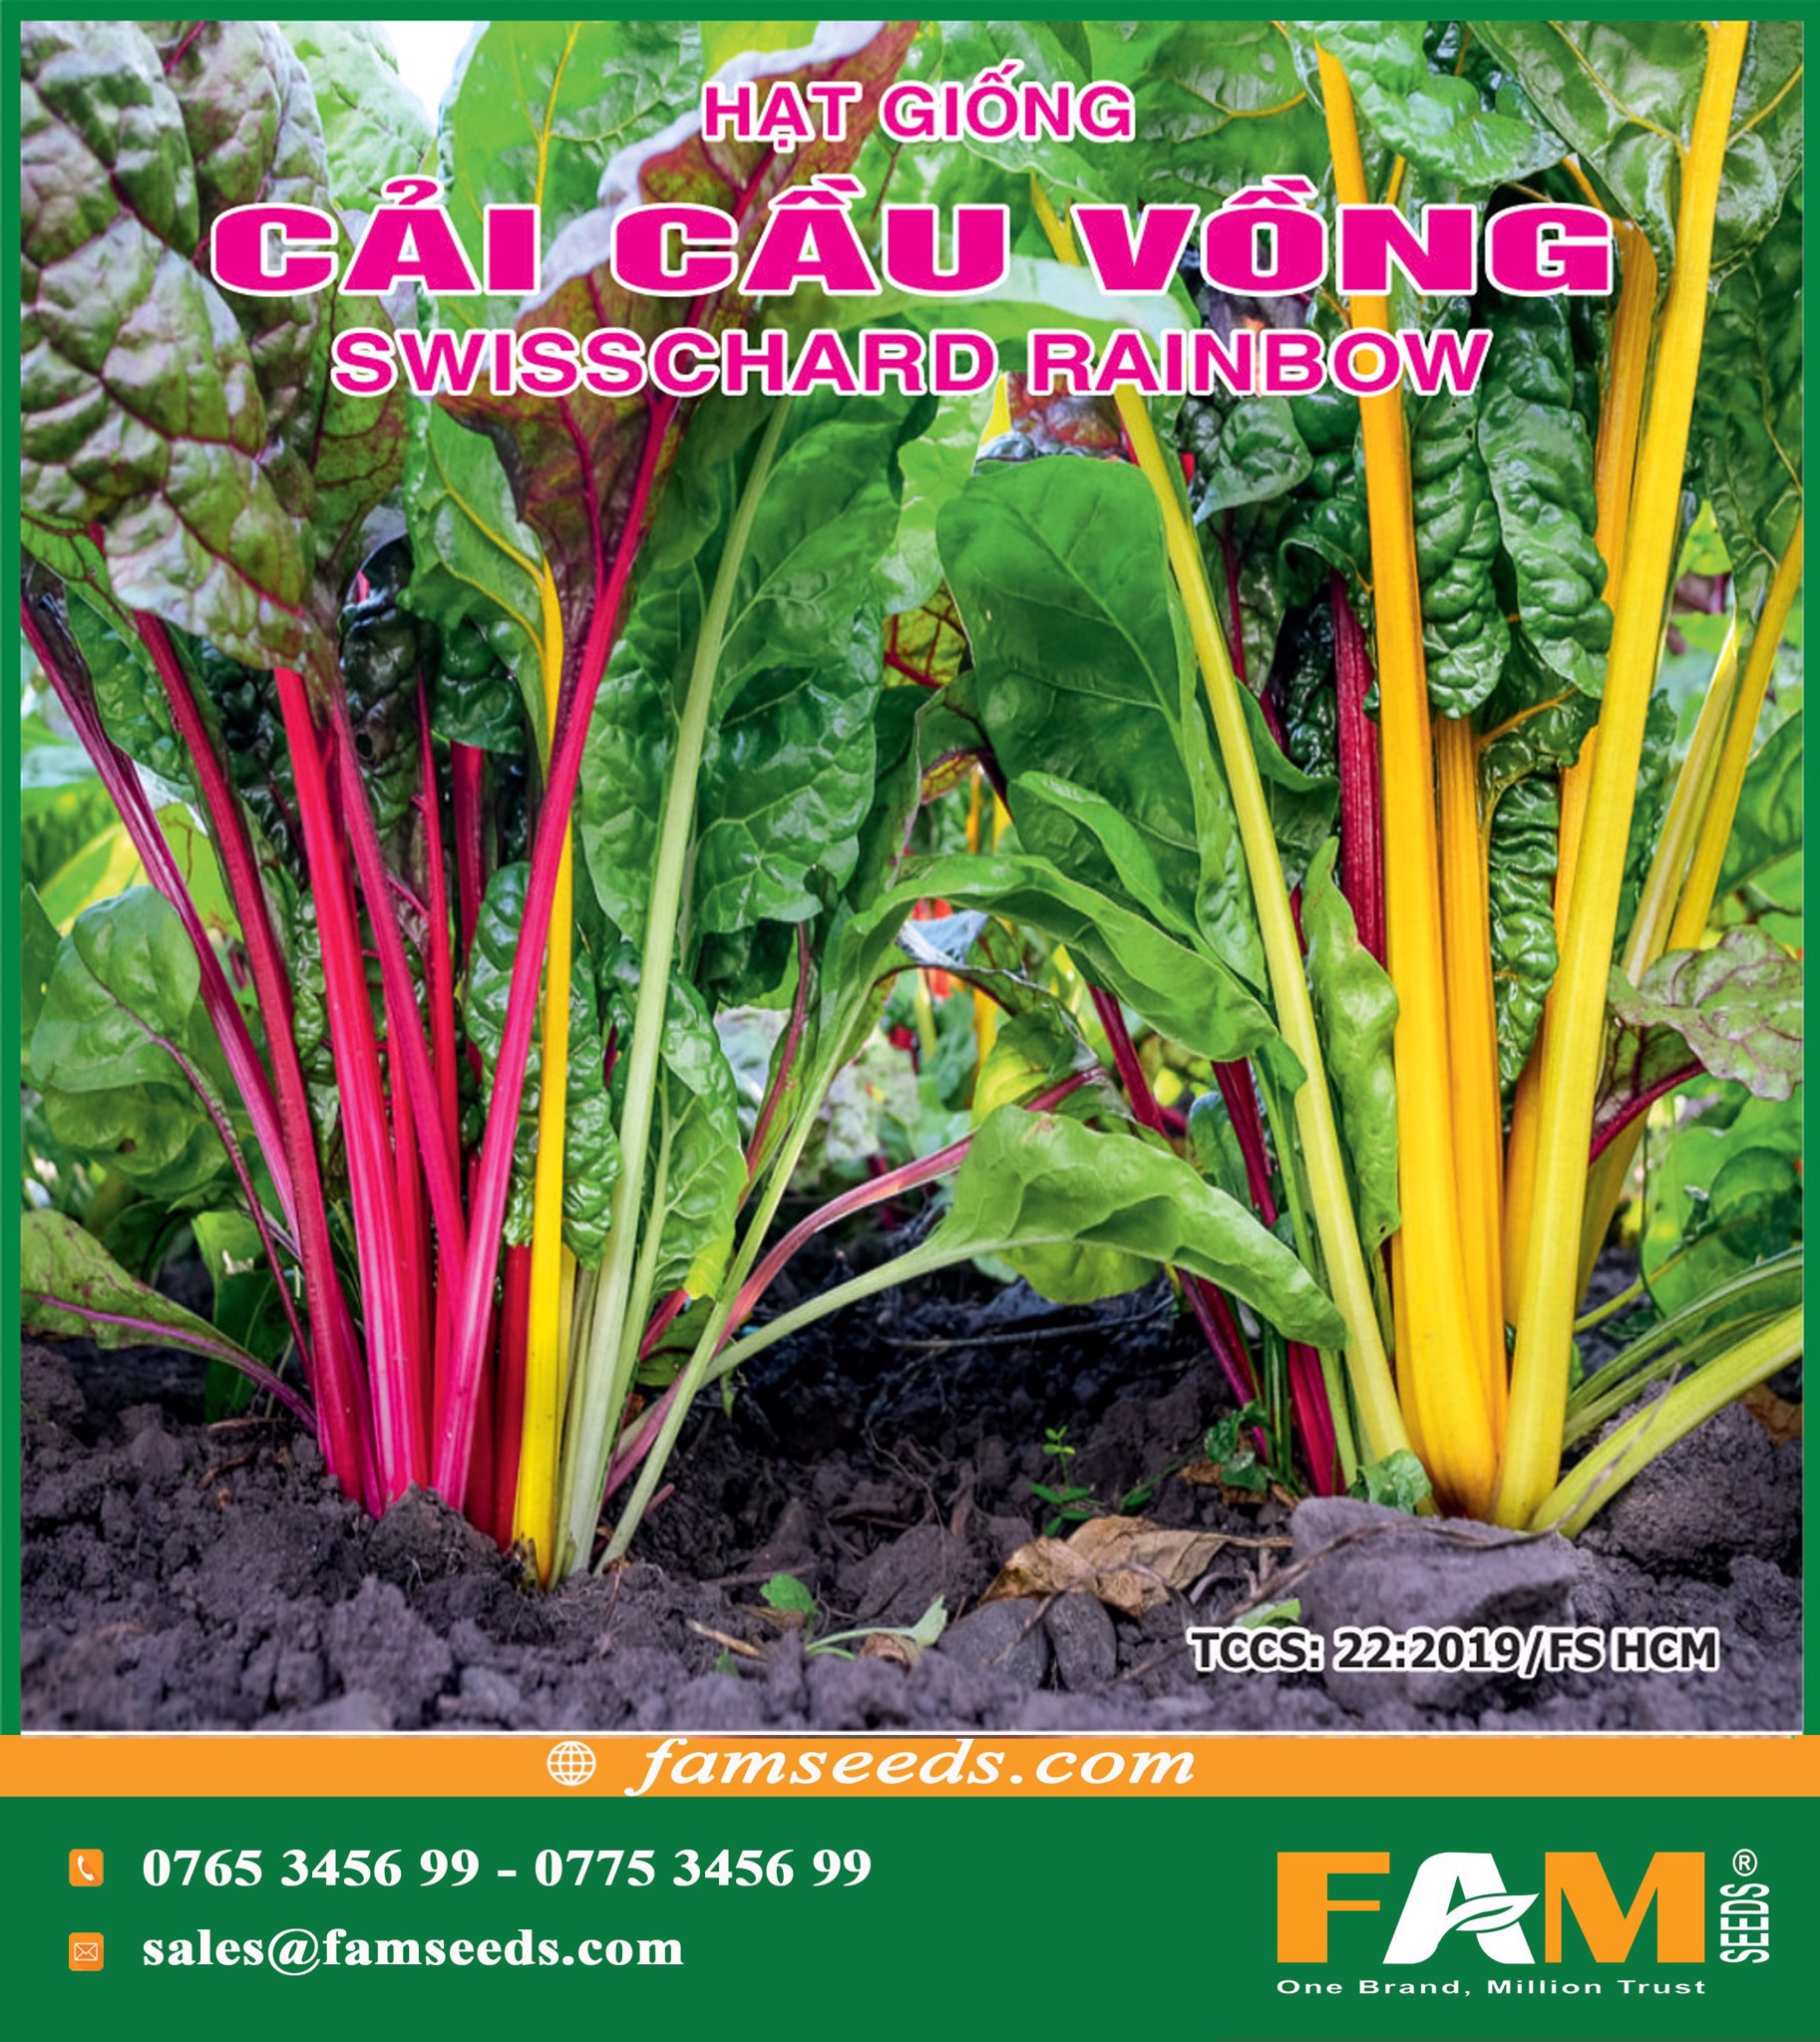 HẠT GIỐNG
CẢI CẦU VỒNG
SWISSCHARD RAINBOW
TCCS: 22:2019/FS HCM
famseeds.com
0765 3456 99 - 0775 3456 99
sales@famseeds.com
FAM
SEEDS®
One Brand, Million Trust